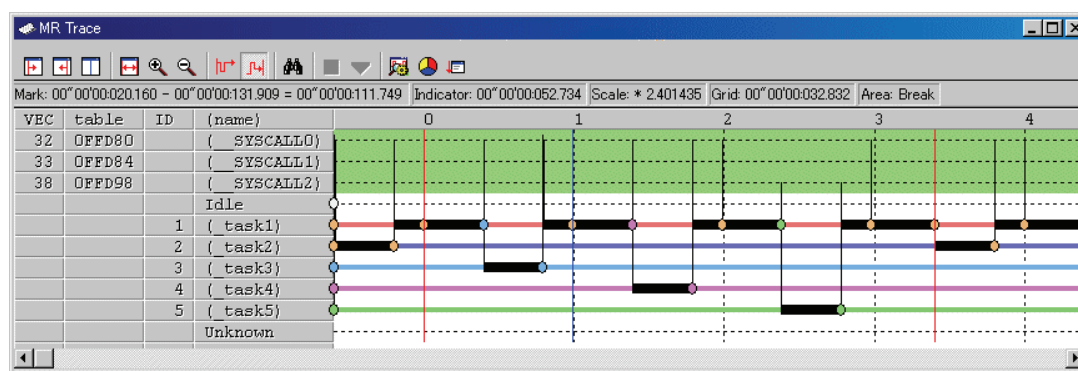 MR Trace
Mark: 00"00'00:020.160 - 00"00'00:131.909 = 00"00'00:111.749 Indicator: 00"00'00:052.734 Scale: * 2.401435 Grid: 00"00'00:032.832 Area: Break
VEC table ID (name) 0 1 2 3 4
32 0FFD80 (__SYSCALL0)
33 0FFD84 (__SYSCALL1)
38 0FFD98 (__SYSCALL2)
Idle
1 (_task1)
2 (_task2)
3 (_task3)
4 (_task4)
5 (_task5)
Unknown